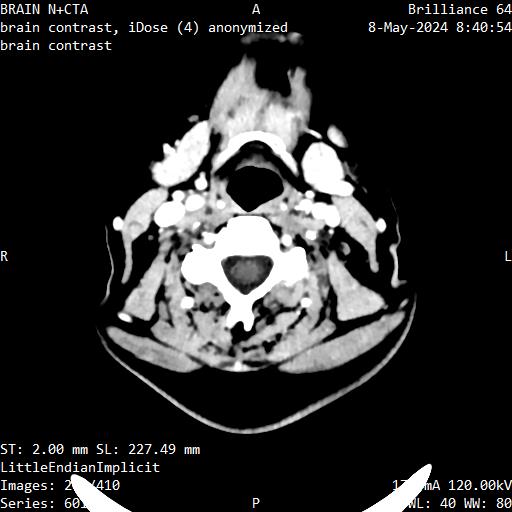 BRAIN N+CTA
A
Brilliance 64
brain contrast, iDose (4) anonymized
8-May-2024 8:40:54
brain contrast
R
L
ST: 2.00 mm SL: 227.49 mm
LittleEndianImplicit
Images: /410
mA 120.00kV
Series:
P
WL: 40 WW: 80